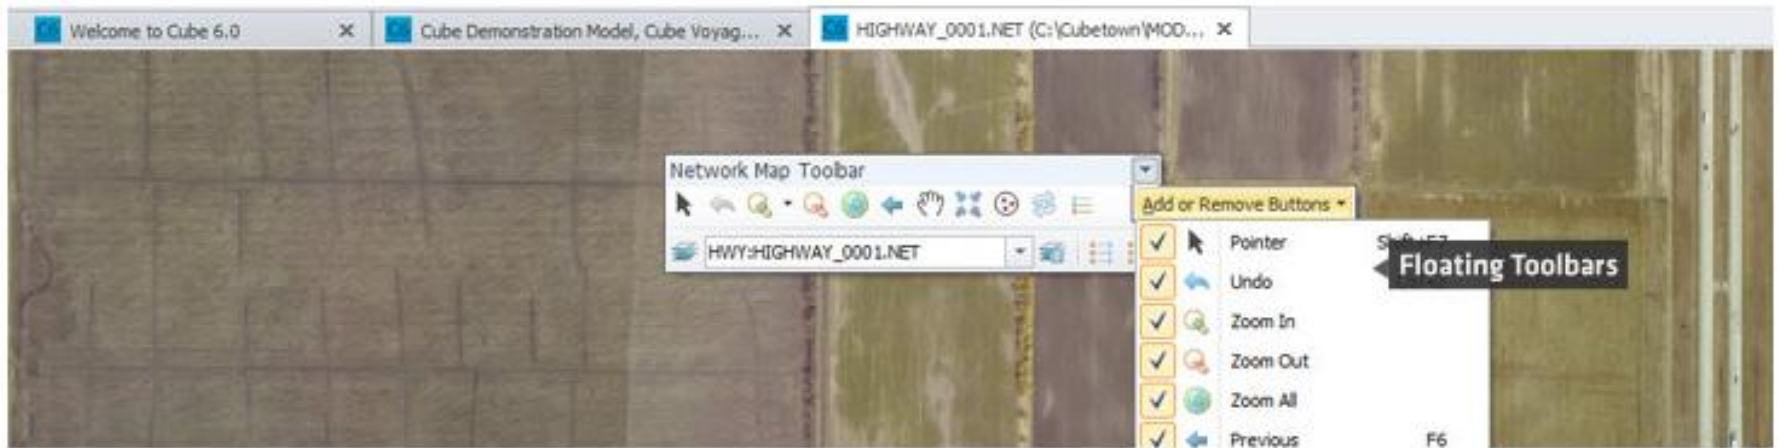 Welcome to Cube 6.0
Cube Demonstration Model, Cube Voyag...
HIGHWAY_0001.NET (C:\Cubetown\MOD...
Network Map Toolbar
Add or Remove Buttons
HWY:HIGHWAY_0001.NET
Pointer
Floating Toolbars
Undo
Zoom In
Zoom Out
Zoom All
Previous F6